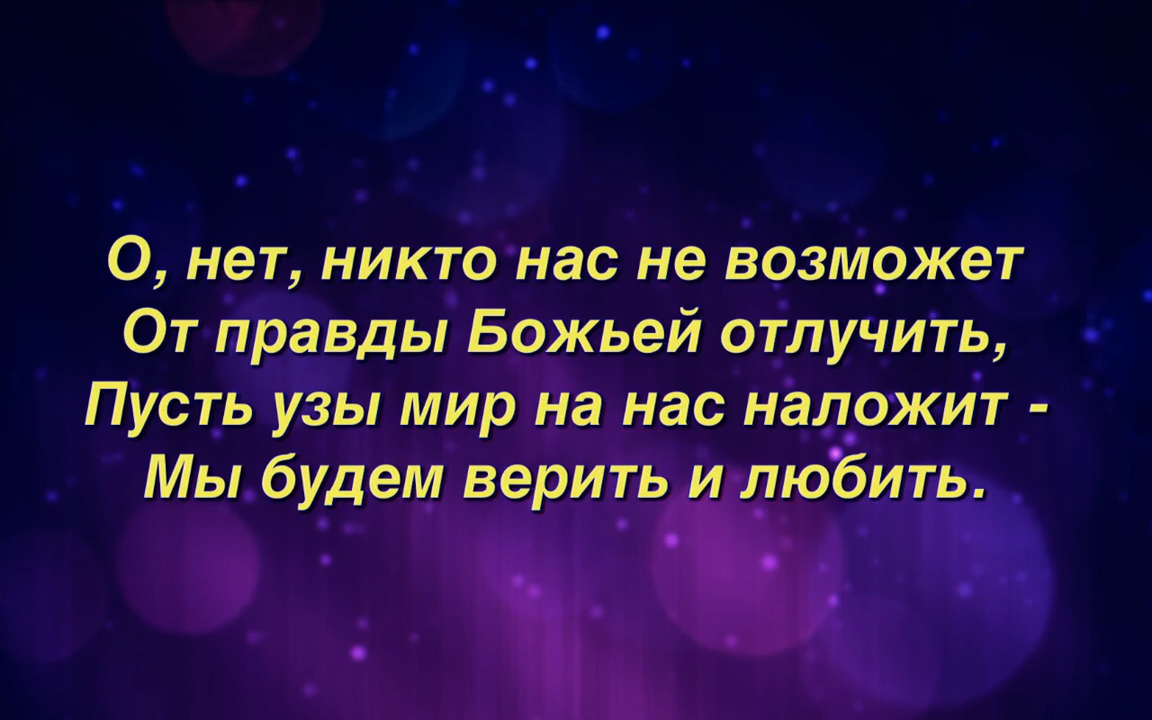 О, нет, никто нас не возможет
От правды Божьей отлучить,
Пусть узы мир на нас наложит -
Мы будем верить и любить.